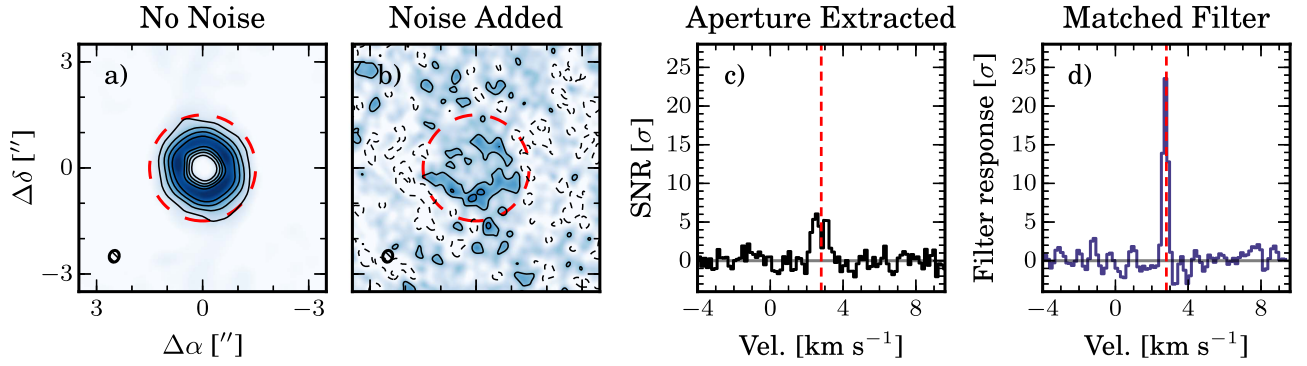 No Noise
Noise Added
Aperture Extracted
Matched Filter
a)
b)
c)
d)
3
0
−3
Δδ [″]
3
0
−3
Δα [″]
25
20
15
10
5
0
SNR [σ]
−4
0
4
8
Vel. [km s⁻¹]
25
20
15
10
5
0
Filter response [σ]
−4
0
4
8
Vel. [km s⁻¹]